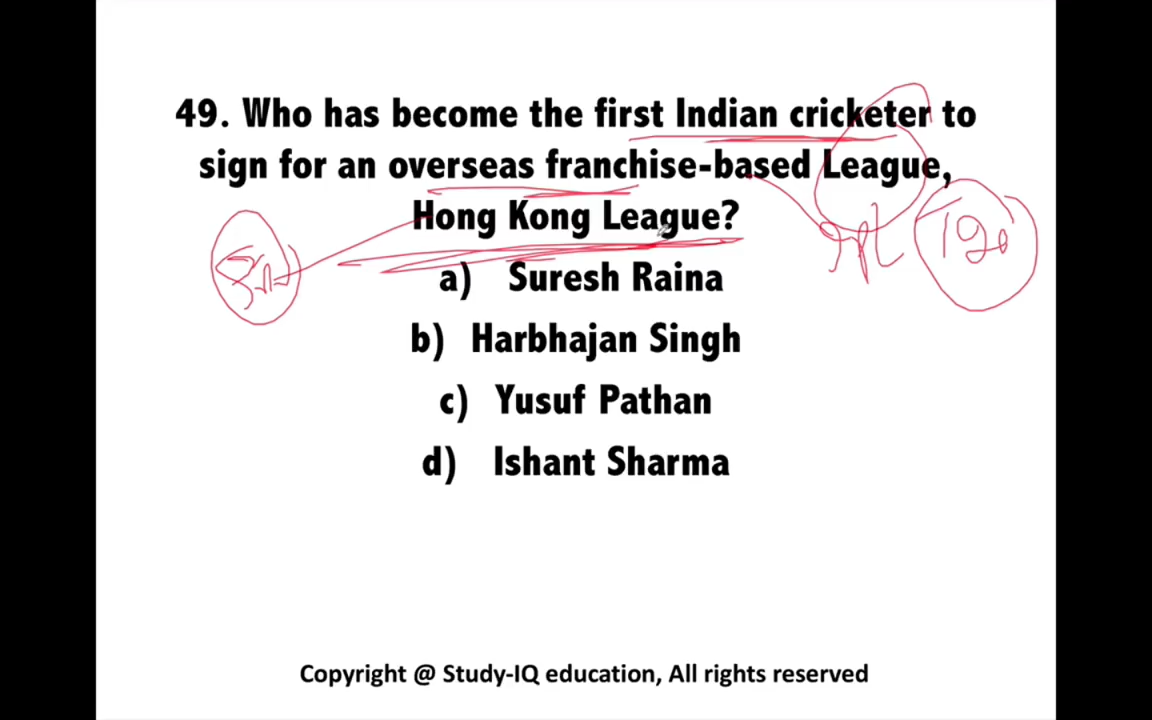 49. Who has become the first Indian cricketer to
sign for an overseas franchise-based League,
Hong Kong League?
IPL
T20
a) Suresh Raina
b) Harbhajan Singh
c) Yusuf Pathan
d) Ishant Sharma
Copyright @ Study-IQ education, All rights reserved